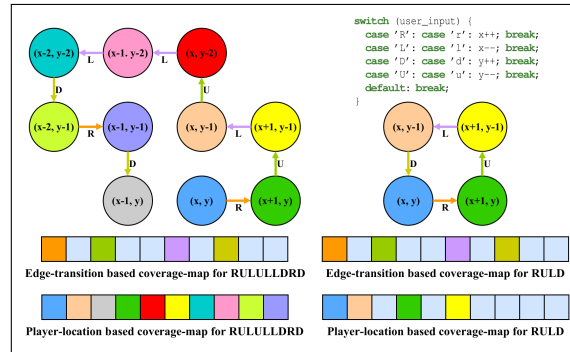 (x-2, y-2)
L
(x-1, y-2)
L
(x, y-2)
D
U
(x-2, y-1)
R
(x-1, y-1)
(x, y-1)
L
(x+1, y-1)
D
U
(x-1, y)
(x, y)
R
(x+1, y)
Edge-transition based coverage-map for RULULLDRD
Player-location based coverage-map for RULULLDRD
switch (user_input) {
case 'R': case 'r': x++; break;
case 'L': case 'l': x--; break;
case 'D': case 'd': y++; break;
case 'U': case 'u': y--; break;
default: break;
}
(x, y-1)
L
(x+1, y-1)
D
U
(x, y)
R
(x+1, y)
Edge-transition based coverage-map for RULD
Player-location based coverage-map for RULD